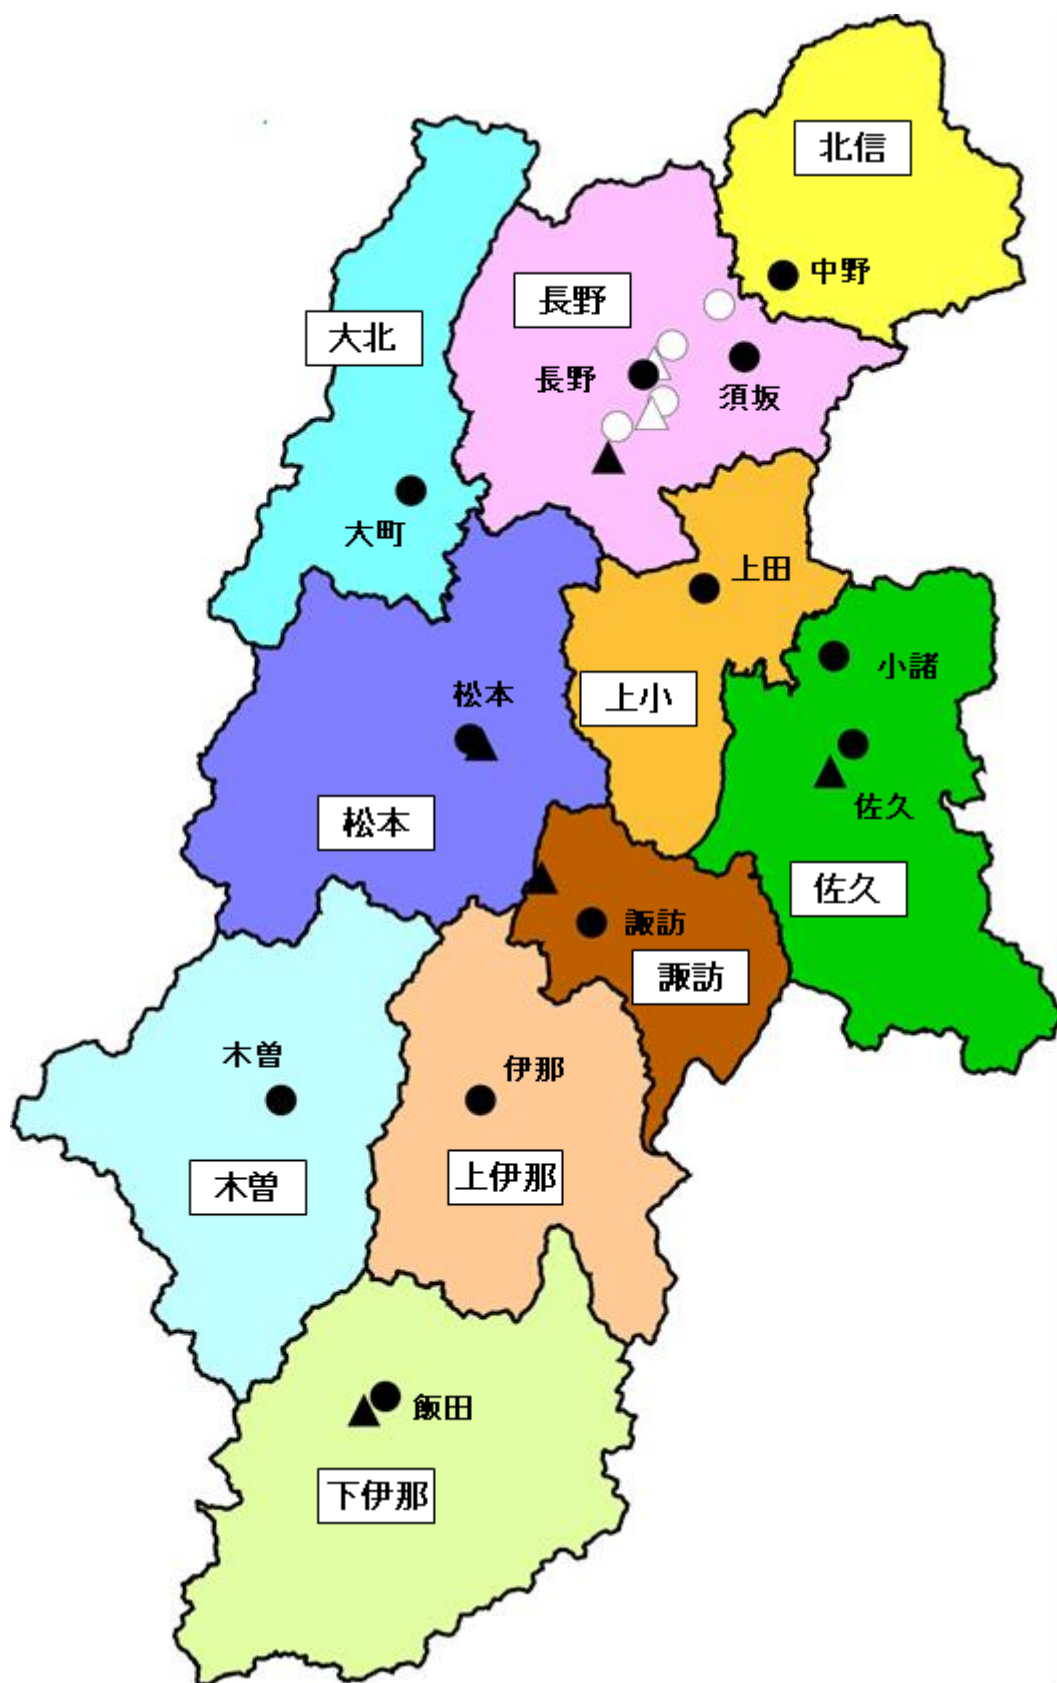 北信
中野
長野
大北
長野
須坂
大町
上田
小諸
松本
上小
佐久
松本
佐久
諏訪
諏訪
木曽
伊那
上伊那
木曽
飯田
下伊那